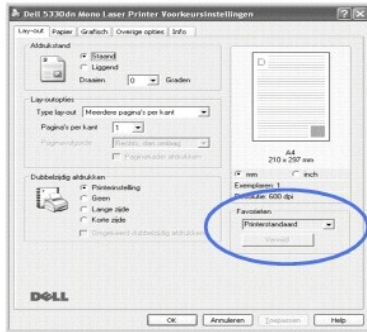 Dell 5330dn Mono Laser Printer Voorkeursinstellingen
Lay-out Papier Grafisch Overige opties Info
Afdrukstand
Staand
Liggend
Draaien 0 Graden
Lay-outopties
Type lay-out Meerdere pagina's per kant
Pagina's per kant 1
Paginavolgorde Rechts, dan omlaag
Paginakader afdrukken
Dubbelzijdig afdrukken
Printerinstelling
Geen
Lange zijde
Korte zijde
Omgekeerd dubbelzijdig afdrukken
A4
210 x 297 mm
mm inch
Exemplaren: 1
Resolutie: 600 dpi
Favorieten
Printerstandaard
DELL
OK Annuleren Toepassen Help